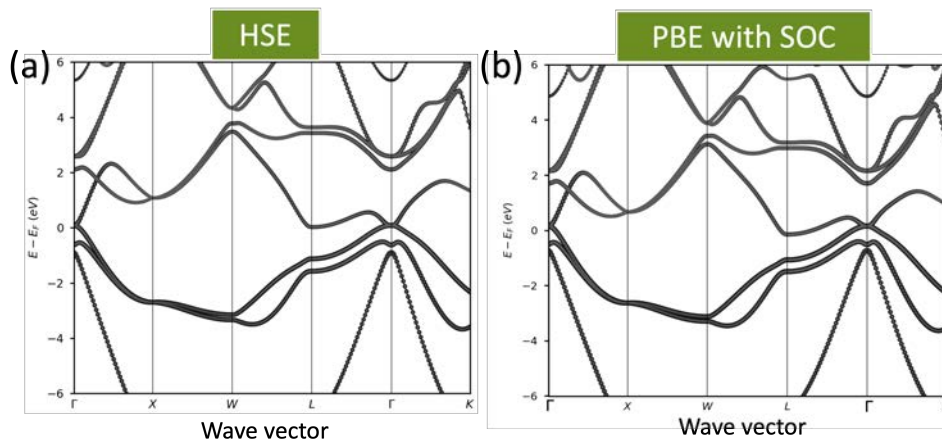 HSE
PBE with SOC
(a)
(b)
6
4
2
0
−2
−4
−6
E − E_F (eV)
Γ X W L Γ K
Wave vector
6
4
2
0
−2
−4
−6
E − E_F (eV)
Γ X W L Γ
Wave vector